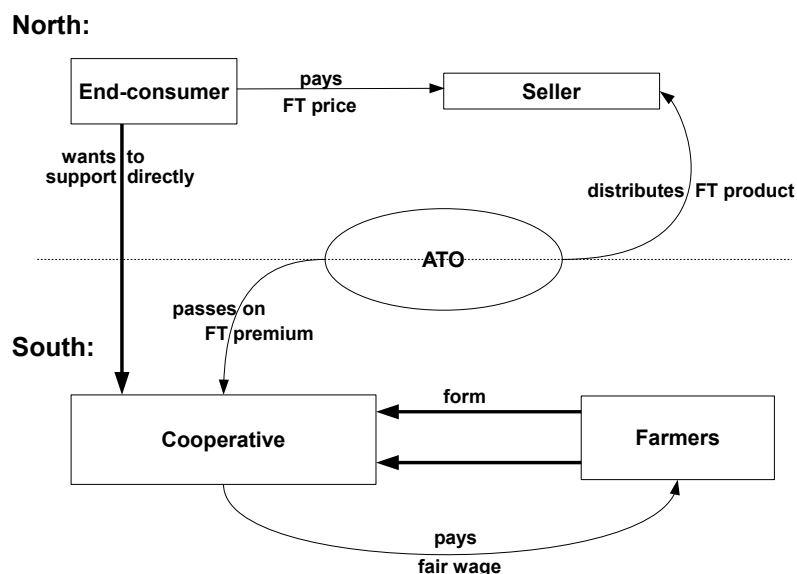 North:
End-consumer
pays
FT price
Seller
wants to
support directly
distributes FT product
ATO
passes on
FT premium
South:
form
Cooperative
Farmers
pays
fair wage